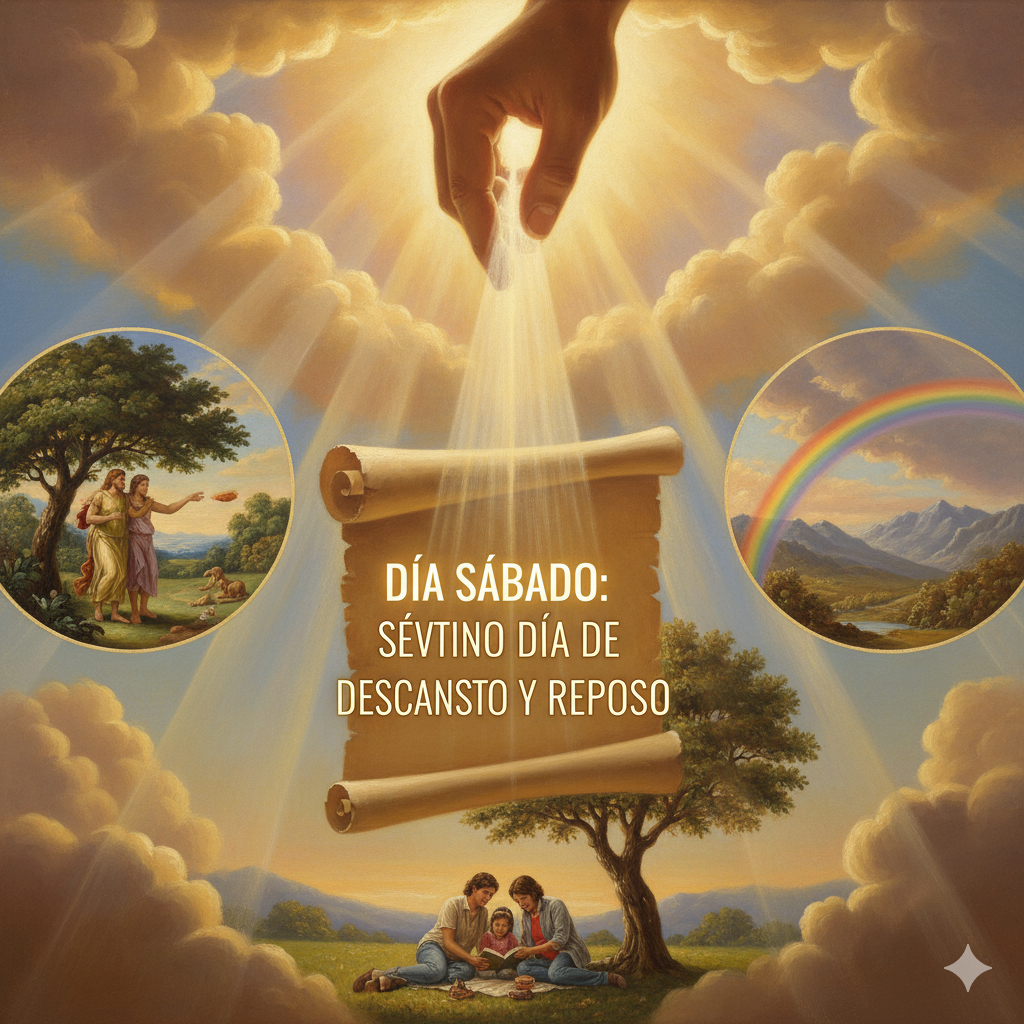 DÍA SÁBADO:
SÉVTINO DÍA DE
DESCANSTO Y REPOSO